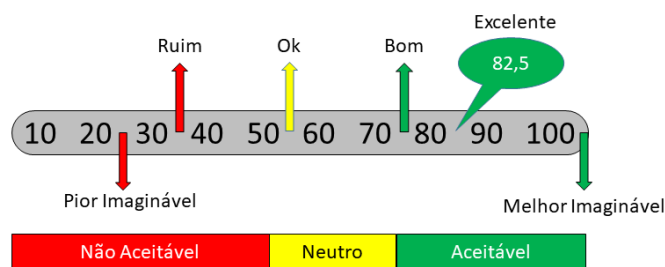 Excelente
Ruim Ok Bom 82,5
10 20 30 40 50 60 70 80 90 100
Pior Imaginável Melhor Imaginável
Não Aceitável Neutro Aceitável